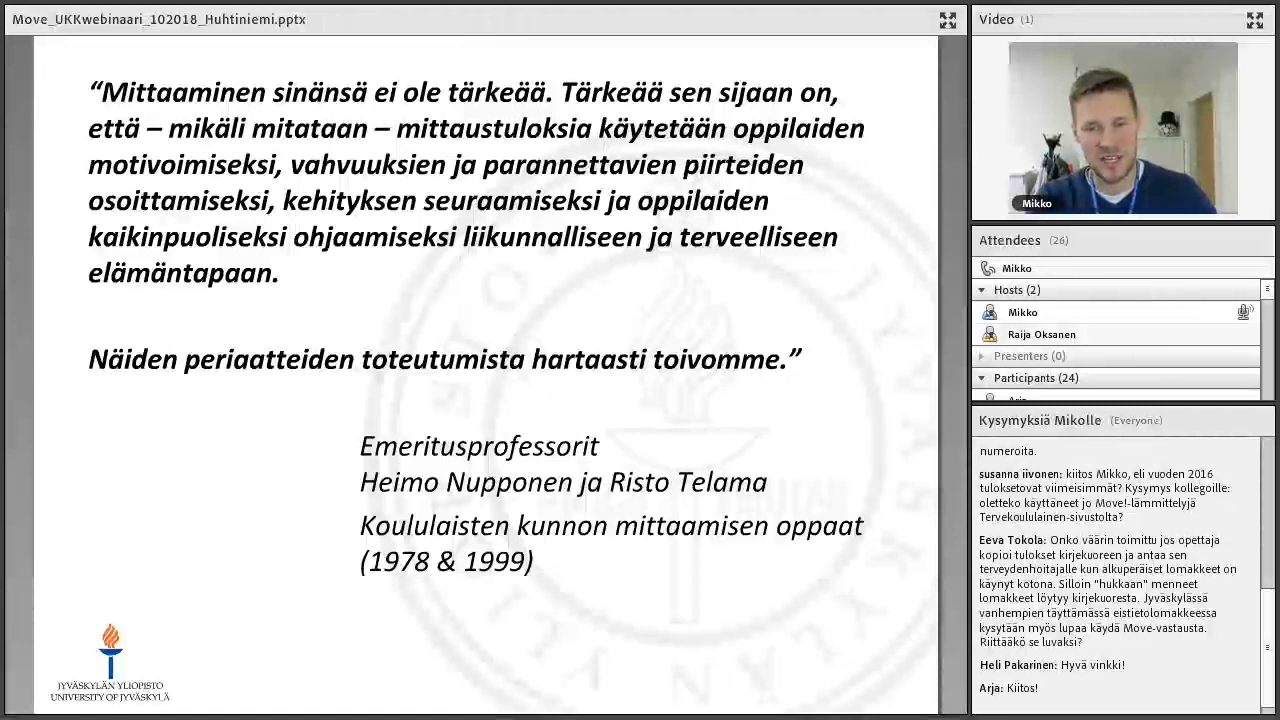 Move_UKKwebinaari_102018_Huhtiniemi.pptx
“Mittaaminen sinänsä ei ole tärkeää. Tärkeää sen sijaan on,
että – mikäli mitataan – mittaustuloksia käytetään oppilaiden
motivoimiseksi, vahvuuksien ja parannettavien piirteiden
osoittamiseksi, kehityksen seuraamiseksi ja oppilaiden
kaikinpuoliseksi ohjaamiseksi liikunnalliseen ja terveelliseen
elämäntapaan.
Näiden periaatteiden toteutumista hartaasti toivomme.”
Emeritusprofessorit
Heimo Nupponen ja Risto Telama
Koululaisten kunnon mittaamisen oppaat
(1978 & 1999)
JYVÄSKYLÄN YLIOPISTO
UNIVERSITY OF JYVÄSKYLÄ
Video (1)
Mikko
Attendees (26)
Mikko
Hosts (2)
Mikko
Raija Oksanen
Presenters (0)
Participants (24)
Arja
Kysymyksiä Mikolle (Everyone)
numeroita.
susanna iivonen: kiitos Mikko, eli vuoden 2016
tuloksetovat viimeisimmät? Kysymys kollegoille:
oletteko käyttäneet jo Move!-lämmittelyjä
Tervekoululainen-sivustolta?
Eeva Tokola: Onko väärin toimittu jos opettaja
kopioi tulokset kirjekuoreen ja antaa sen
terveydenhoitajalle kun alkuperäiset lomakkeet on
käynyt kotona. Silloin "hukkaan" menneet
lomakkeet löytyy kirjekuoresta. Jyväskylässä
vanhempien täyttämässä eistietolomakkeessa
kysytään myös lupaa käydä Move-vastausta.
Riittääkö se luvaksi?
Heli Pakarinen: Hyvä vinkki!
Arja: Kiitos!